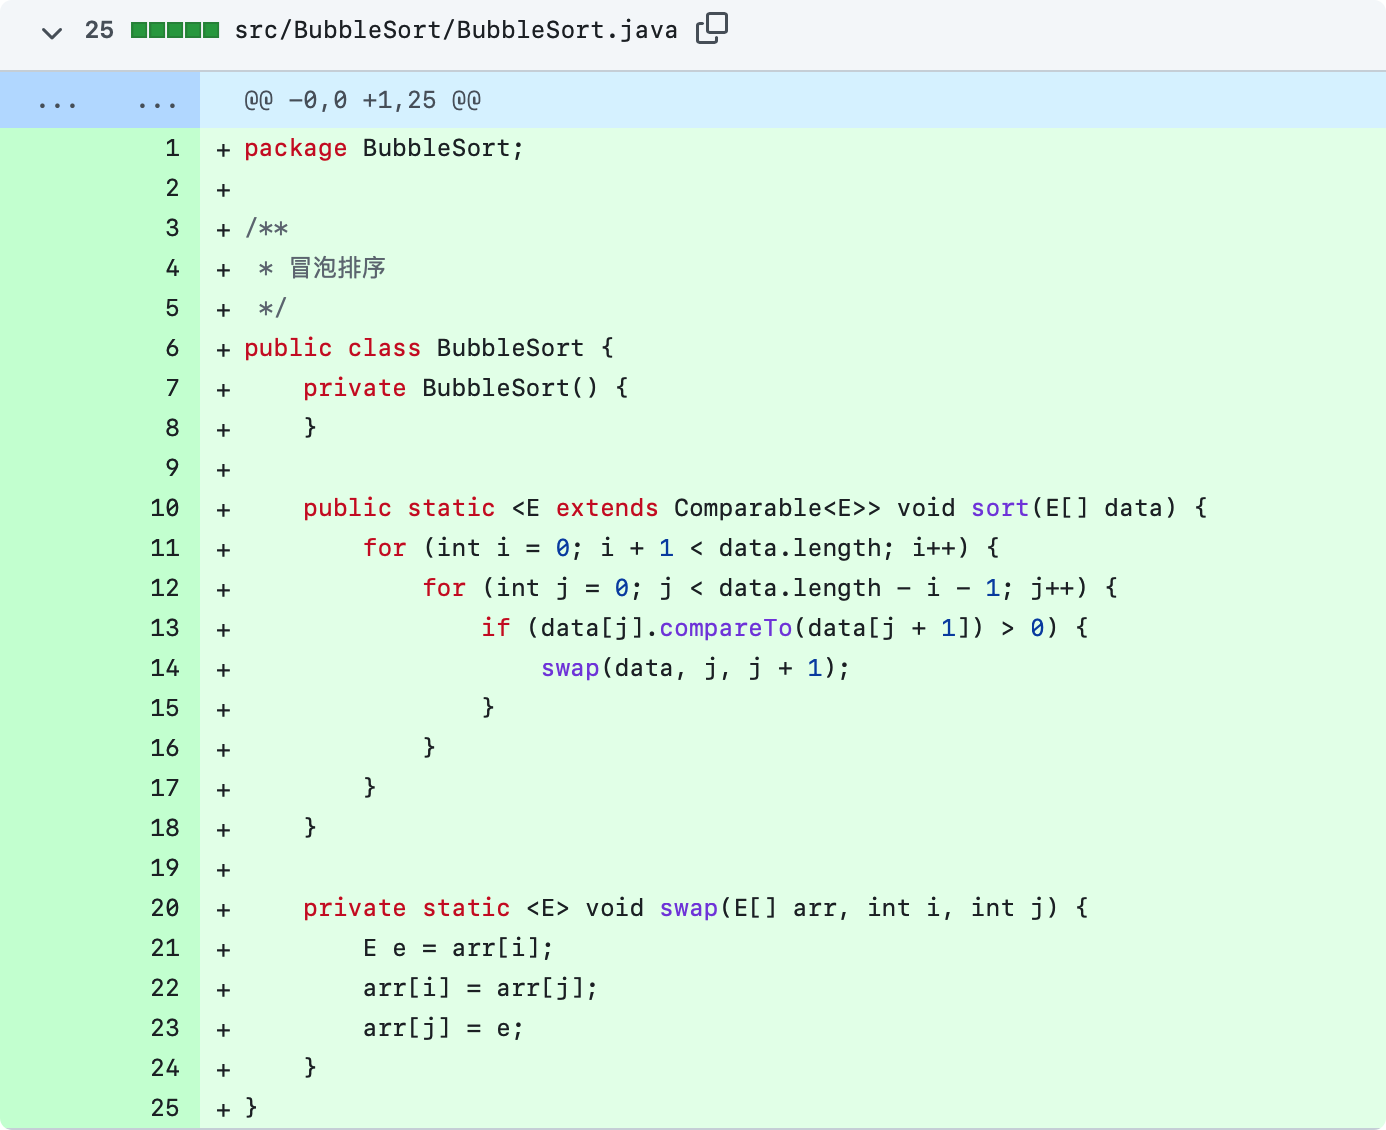 25 src/BubbleSort/BubbleSort.java
... ... @@ -0,0 +1,25 @@
1 + package BubbleSort;
2 +
3 + /**
4 + * 冒泡排序
5 + */
6 + public class BubbleSort {
7 + private BubbleSort() {
8 + }
9 +
10 + public static <E extends Comparable<E>> void sort(E[] data) {
11 + for (int i = 0; i + 1 < data.length; i++) {
12 + for (int j = 0; j < data.length - i - 1; j++) {
13 + if (data[j].compareTo(data[j + 1]) > 0) {
14 + swap(data, j, j + 1);
15 + }
16 + }
17 + }
18 + }
19 +
20 + private static <E> void swap(E[] arr, int i, int j) {
21 + E e = arr[i];
22 + arr[i] = arr[j];
23 + arr[j] = e;
24 + }
25 + }